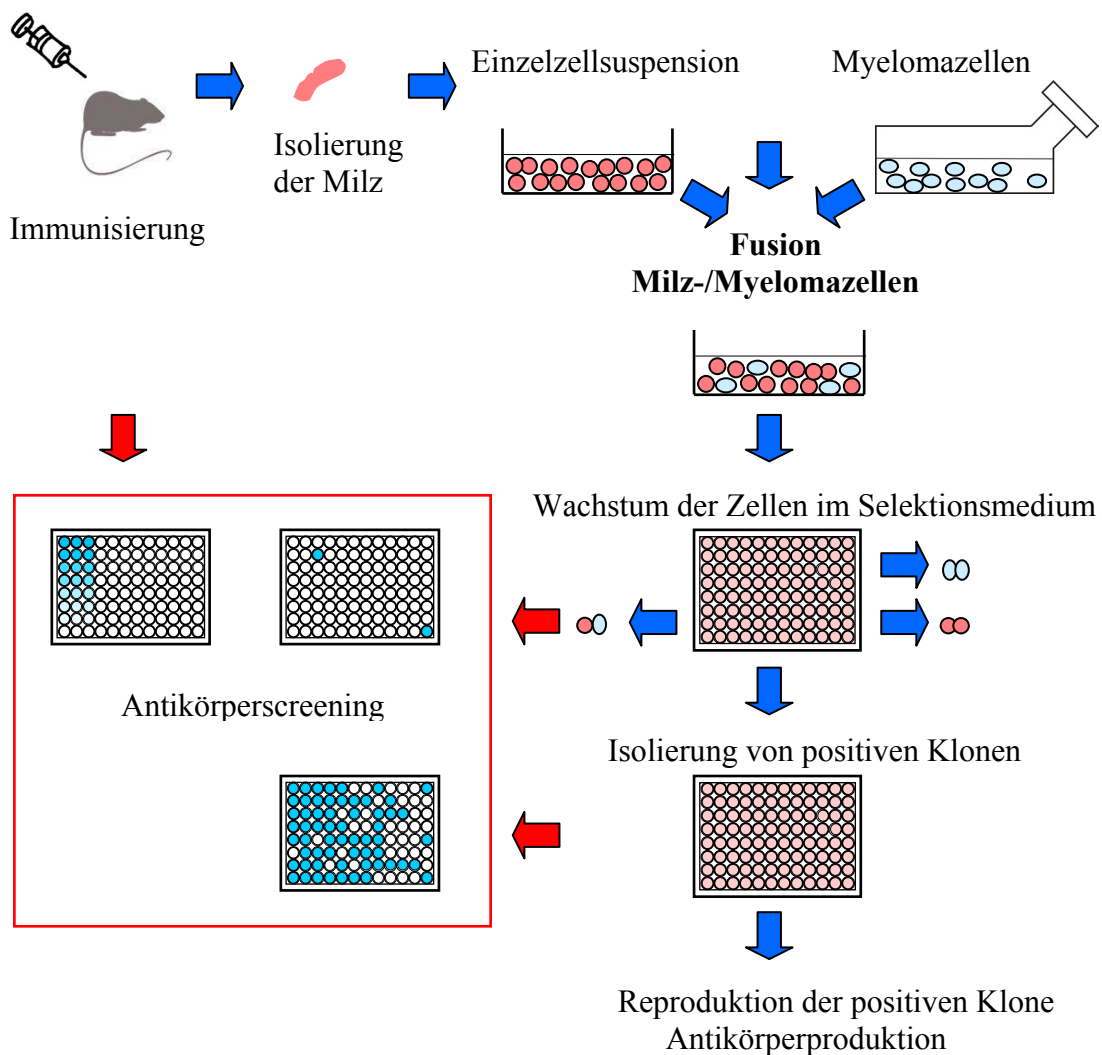 Einzelzellsuspension
Myelomazellen
Isolierung
der Milz
Immunisierung
Fusion
Milz-/Myelomazellen
Wachstum der Zellen im Selektionsmedium
Antikörperscreening
Isolierung von positiven Klonen
Reproduktion der positiven Klone
Antikörperproduktion